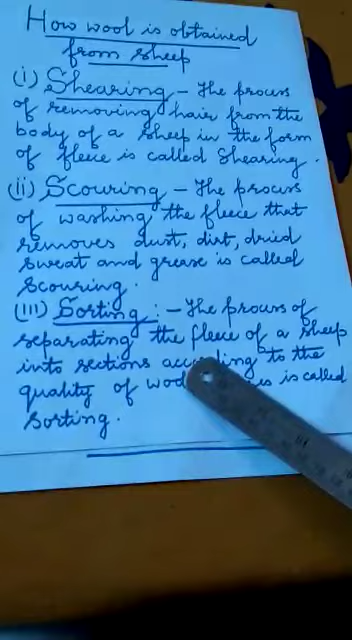 How wool is obtained
from sheep
(i) Shearing - The process
of removing hair from the
body of a sheep in the form
of fleece is called Shearing.
(ii) Scouring - The process
of washing the fleece that
removes dust, dirt, dried
sweat and grease is called
Scouring.
(iii) Sorting :- The process of
separating the fleece of a sheep
into sections according to the
quality of is called
Sorting.